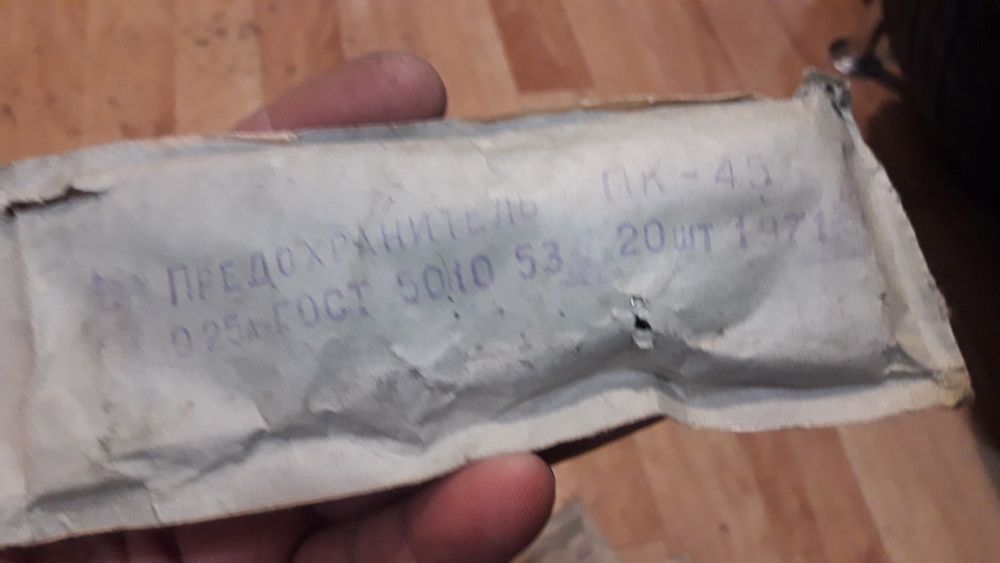 ПРЕДОХРАНИТЕЛЬ ПК-45
0 25А ГОСТ 5010 53 20шт 1971